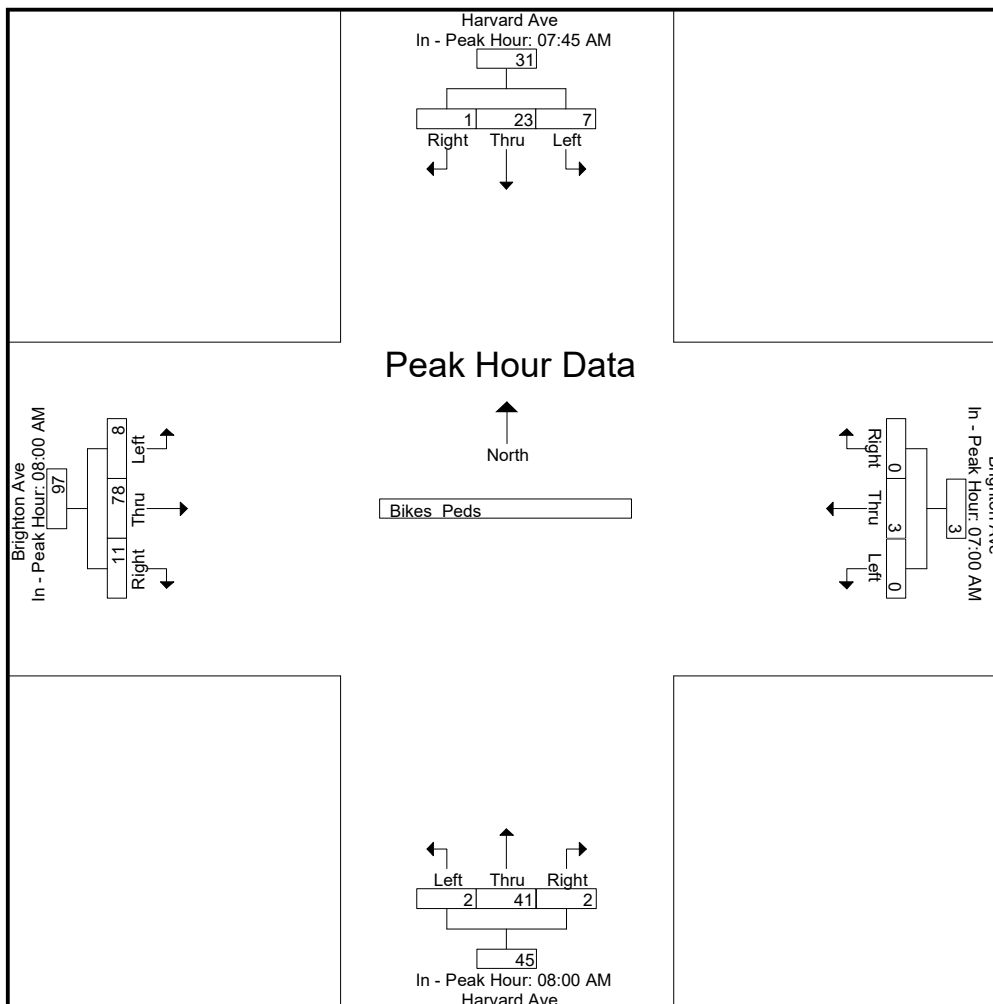 Harvard Ave
In - Peak Hour: 07:45 AM
31
1 23 7
Right Thru Left
Peak Hour Data
North
Bikes Peds
Brighton Ave
In - Peak Hour: 08:00 AM
97
8 78 11
Left Thru Right
Right Thru Left
0 3 0
3
In - Peak Hour: 07:00 AM
Brighton Ave
Left Thru Right
2 41 2
45
In - Peak Hour: 08:00 AM
Harvard Ave